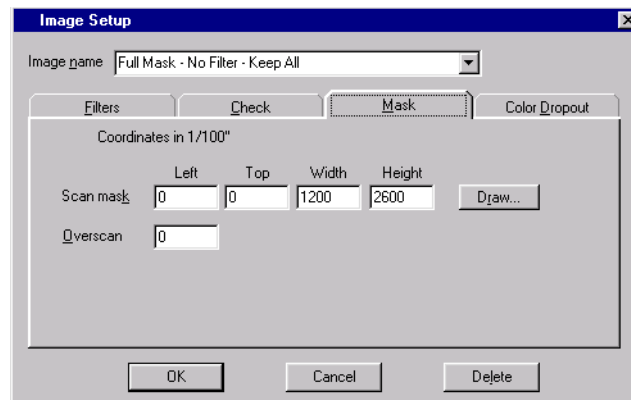 Image Setup
Image name Full Mask - No Filter - Keep All
Filters Check Mask Color Dropout
Coordinates in 1/100"
Left Top Width Height
Scan mask 0 0 1200 2600 Draw...
Overscan 0
OK Cancel Delete